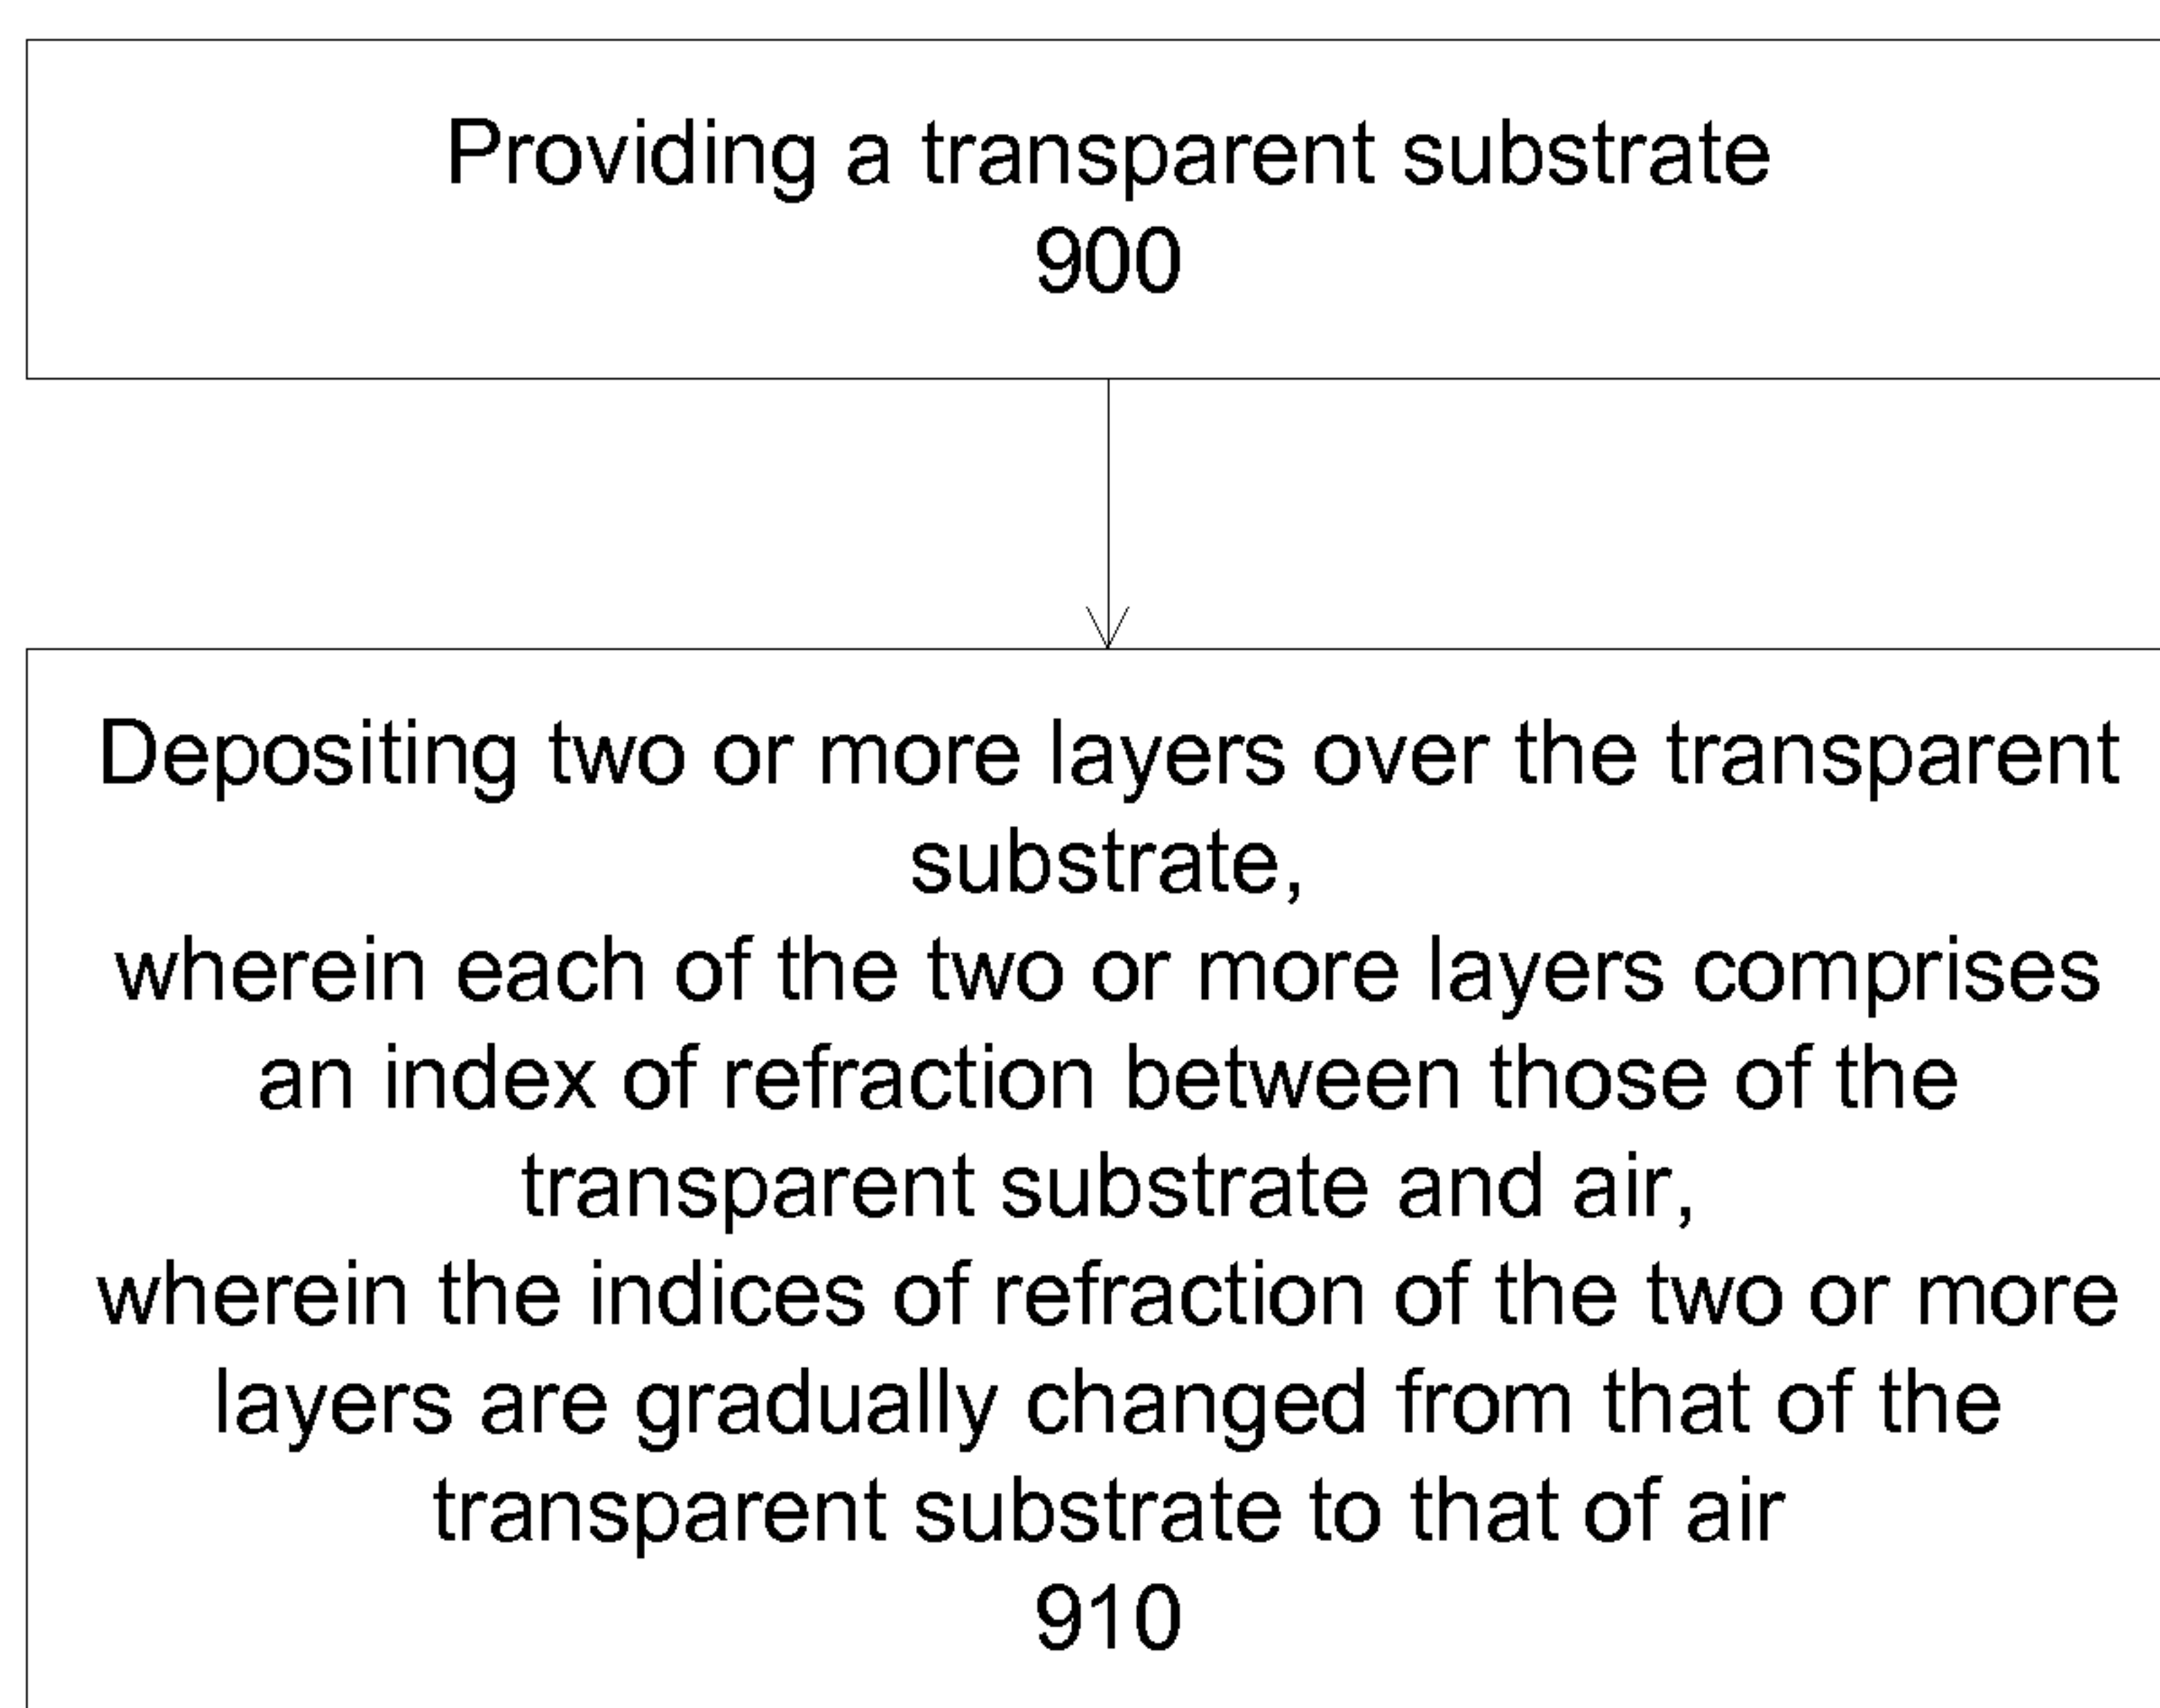 Providing a transparent substrate
900
Depositing two or more layers over the transparent
substrate,
wherein each of the two or more layers comprises
an index of refraction between those of the
transparent substrate and air,
wherein the indices of refraction of the two or more
layers are gradually changed from that of the
transparent substrate to that of air
910